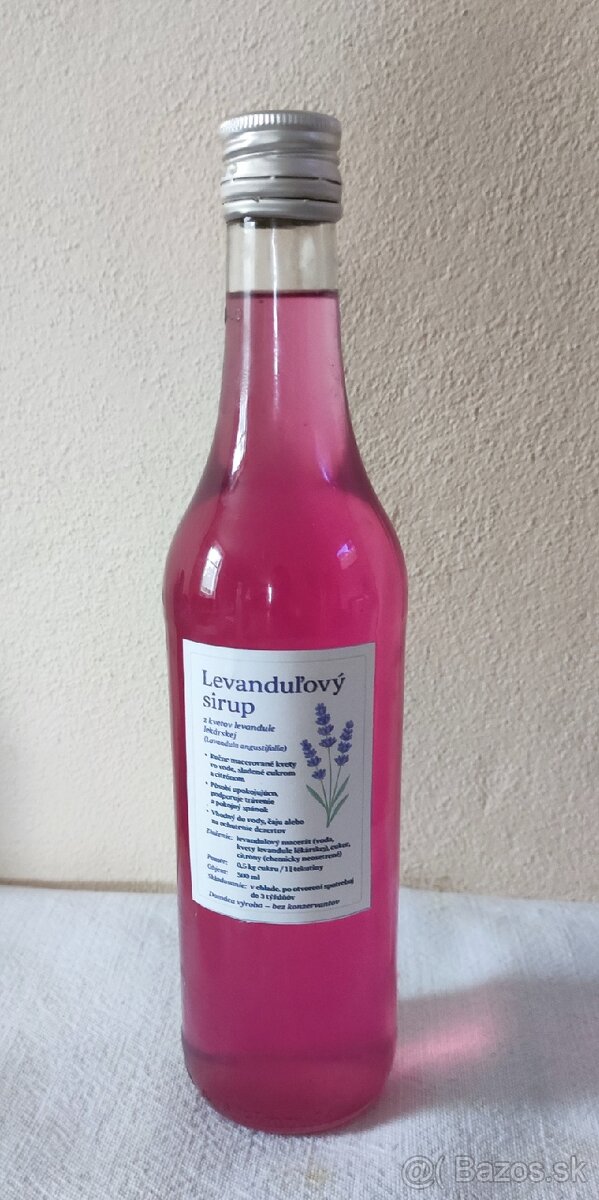 Levanduľový
sirup
z kvetov levandule
lekárskej
(Lavandula angustifolia)
• Ručne macerované kvety
vo vode, sladené cukrom
a citrónom
• Pôsobí upokojujúco,
podporuje trávenie
a pokojný spánok
• Vhodný do vody, čaju alebo
na ochutenie dezertov
Zloženie: levanduľový macerát (voda,
kvety levandule lékárskej), cukor,
citróny (chemicky neošetrené)
Pomer: 0,5 kg cukru / 1 l tekutiny
Objem: 500 ml
Skladovanie: v chlade, po otvorení spotrebuj
do 3 týždňov
Domáca výroba – bez konzervantov
@( Bazos.sk